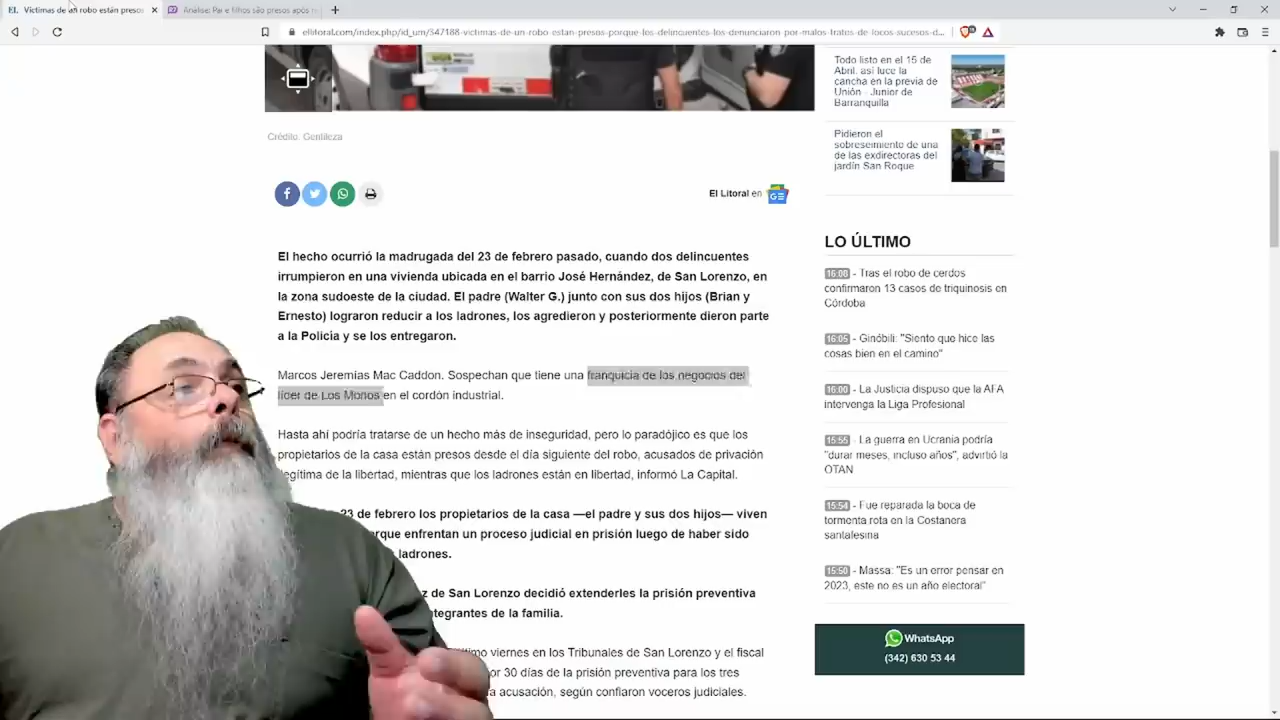 EL Víctimas de un robo están presos
Análise: Pai e filhos são presos após r
ellitoral.com/index.php/id_um/347188-victimas-de-un-robo-estan-presos-porque-los-delincuentes-los-denunciaron-por-malos-tratos-de-locos-sucesos-d...
Crédito: Gentileza
El Litoral en
GE
El hecho ocurrió la madrugada del 23 de febrero pasado, cuando dos delincuentes
irrumpieron en una vivienda ubicada en el barrio José Hernández, de San Lorenzo, en
la zona sudoeste de la ciudad. El padre (Walter G.) junto con sus dos hijos (Brian y
Ernesto) lograron reducir a los ladrones, los agredieron y posteriormente dieron parte
a la Policía y se los entregaron.
Marcos Jeremías Mac Caddon. Sospechan que tiene una franquicia de los negocios del
líder de Los Monos en el cordón industrial.
Hasta ahí podría tratarse de un hecho más de inseguridad, pero lo paradójico es que los
propietarios de la casa están presos desde el día siguiente del robo, acusados de privación
legítima de la libertad, mientras que los ladrones están en libertad, informó La Capital.
23 de febrero los propietarios de la casa —el padre y sus dos hijos— viven
enfrentan un proceso judicial en prisión luego de haber sido
ladrones.
de San Lorenzo decidió extenderles la prisión preventiva
integrantes de la familia.
viernes en los Tribunales de San Lorenzo y el fiscal
30 días de la prisión preventiva para los tres
acusación, según confiaron voceros judiciales.
Todo listo en el 15 de
Abril, así luce la
cancha en la previa de
Unión - Junior de
Barranquilla
Pidieron el
sobreseimiento de una
de las exdirectoras del
jardín San Roque
LO ÚLTIMO
16:08 - Tras el robo de cerdos
confirmaron 13 casos de triquinosis en
Córdoba
16:05 - Ginóbili: "Siento que hice las
cosas bien en el camino"
16:00 - La Justicia dispuso que la AFA
intervenga la Liga Profesional
15:55 - La guerra en Ucrania podría
"durar meses, incluso años", advirtió la
OTAN
15:54 - Fue reparada la boca de
tormenta rota en la Costanera
santafesina
15:50 - Massa: "Es un error pensar en
2023, este no es un año electoral"
WhatsApp
(342) 630 53 44